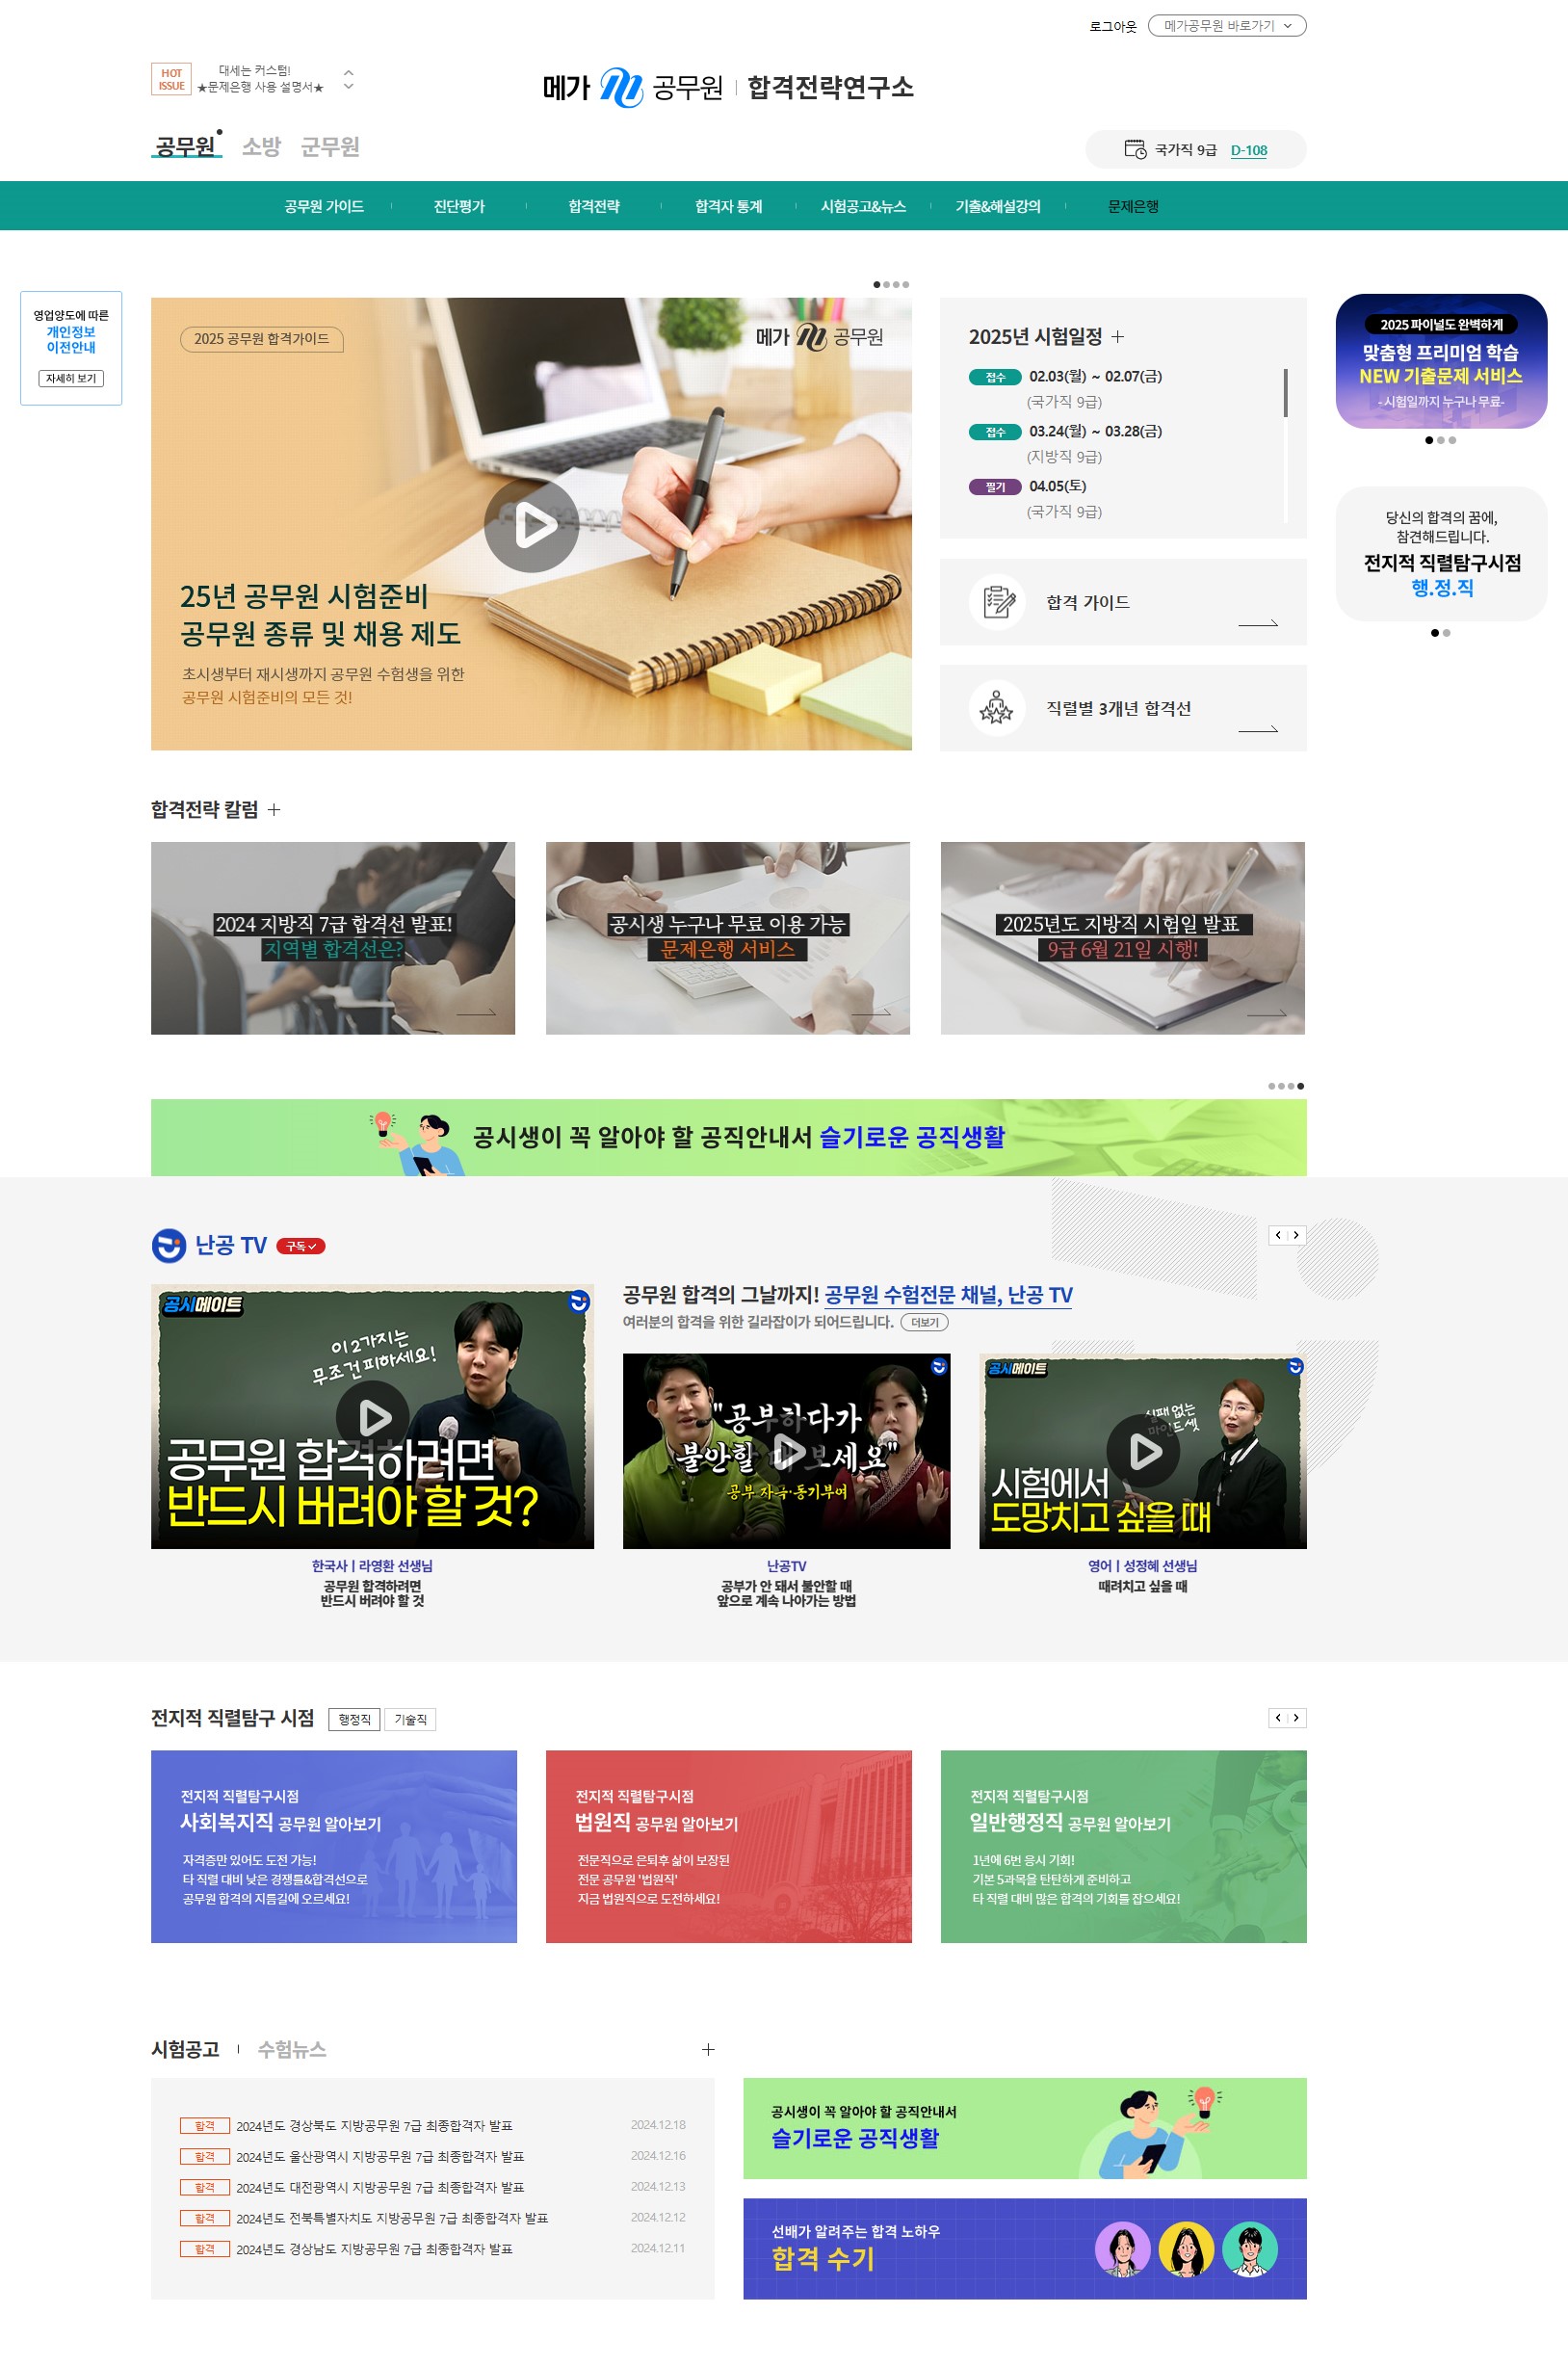 로그아웃
메가공무원 바로가기
HOT
ISSUE
대세는 커스텀!
★문제은행 사용 설명서★
메가 공무원 합격전략연구소
공무원 소방 군무원
국가직 9급 D-108
공무원 가이드 진단평가 합격전략 합격자 통계 시험공고&뉴스 기출&해설강의 문제은행
영업양도에 따른
개인정보
이전안내
자세히 보기
2025 공무원 합격가이드
메가 공무원
25년 공무원 시험준비
공무원 종류 및 채용 제도
초시생부터 재시생까지 공무원 수험생을 위한
공무원 시험준비의 모든 것!
2025년 시험일정
접수 02.03(월) ~ 02.07(금)
(국가직 9급)
접수 03.24(월) ~ 03.28(금)
(지방직 9급)
필기 04.05(토)
(국가직 9급)
합격 가이드
직렬별 3개년 합격선
2025 파이널도 완벽하게
맞춤형 프리미엄 학습
NEW 기출문제 서비스
- 시험일까지 누구나 무료-
당신의 합격의 꿈에,
참견해드립니다.
전지적 직렬탐구시점
행.정.직
합격전략 칼럼
2024 지방직 7급 합격선 발표!
지역별 합격선은?
공시생 누구나 무료 이용 가능
문제은행 서비스
2025년도 지방직 시험일 발표
9급 6월 21일 시행!
공시생이 꼭 알아야 할 공직안내서 슬기로운 공직생활
난공 TV 구독
공시메이트
이 2가지는
무조건 피하세요!
공무원 합격하려면
반드시 버려야 할 것?
한국사 | 라영환 선생님
공무원 합격하려면
반드시 버려야 할 것
공무원 합격의 그날까지! 공무원 수험전문 채널, 난공 TV
여러분의 합격을 위한 길라잡이가 되어드립니다. 더보기
"공부하다가
불안할 때 보세요"
공부 자극·동기부여
난공TV
공부가 안 돼서 불안할 때
앞으로 계속 나아가는 방법
공시메이트
실패 없는
마인드셋
시험에서
도망치고 싶을 때
영어 | 성정혜 선생님
때려치고 싶을 때
전지적 직렬탐구 시점 행정직 기술직
전지적 직렬탐구시점
사회복지직 공무원 알아보기
자격증만 있어도 도전 가능!
타 직렬 대비 낮은 경쟁률&합격선으로
공무원 합격의 지름길에 오르세요!
전지적 직렬탐구시점
법원직 공무원 알아보기
전문직으로 은퇴후 삶이 보장된
전문 공무원 '법원직'
지금 법원직으로 도전하세요!
전지적 직렬탐구시점
일반행정직 공무원 알아보기
1년에 6번 응시 기회!
기본 5과목을 탄탄하게 준비하고
타 직렬 대비 많은 합격의 기회를 잡으세요!
시험공고 수험뉴스
합격 2024년도 경상북도 지방공무원 7급 최종합격자 발표 2024.12.18
합격 2024년도 울산광역시 지방공무원 7급 최종합격자 발표 2024.12.16
합격 2024년도 대전광역시 지방공무원 7급 최종합격자 발표 2024.12.13
합격 2024년도 전북특별자치도 지방공무원 7급 최종합격자 발표 2024.12.12
합격 2024년도 경상남도 지방공무원 7급 최종합격자 발표 2024.12.11
공시생이 꼭 알아야 할 공직안내서
슬기로운 공직생활
선배가 알려주는 합격 노하우
합격 수기